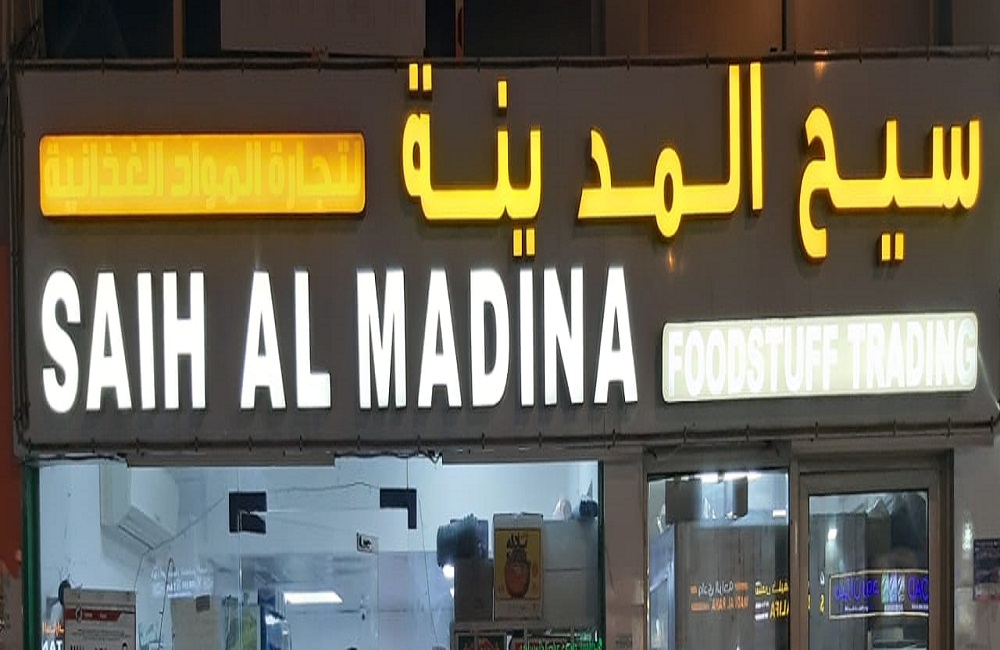 سيح المدينة
لتجارة المواد الغذائية
SAIH AL MADINA
FOODSTUFF TRADING